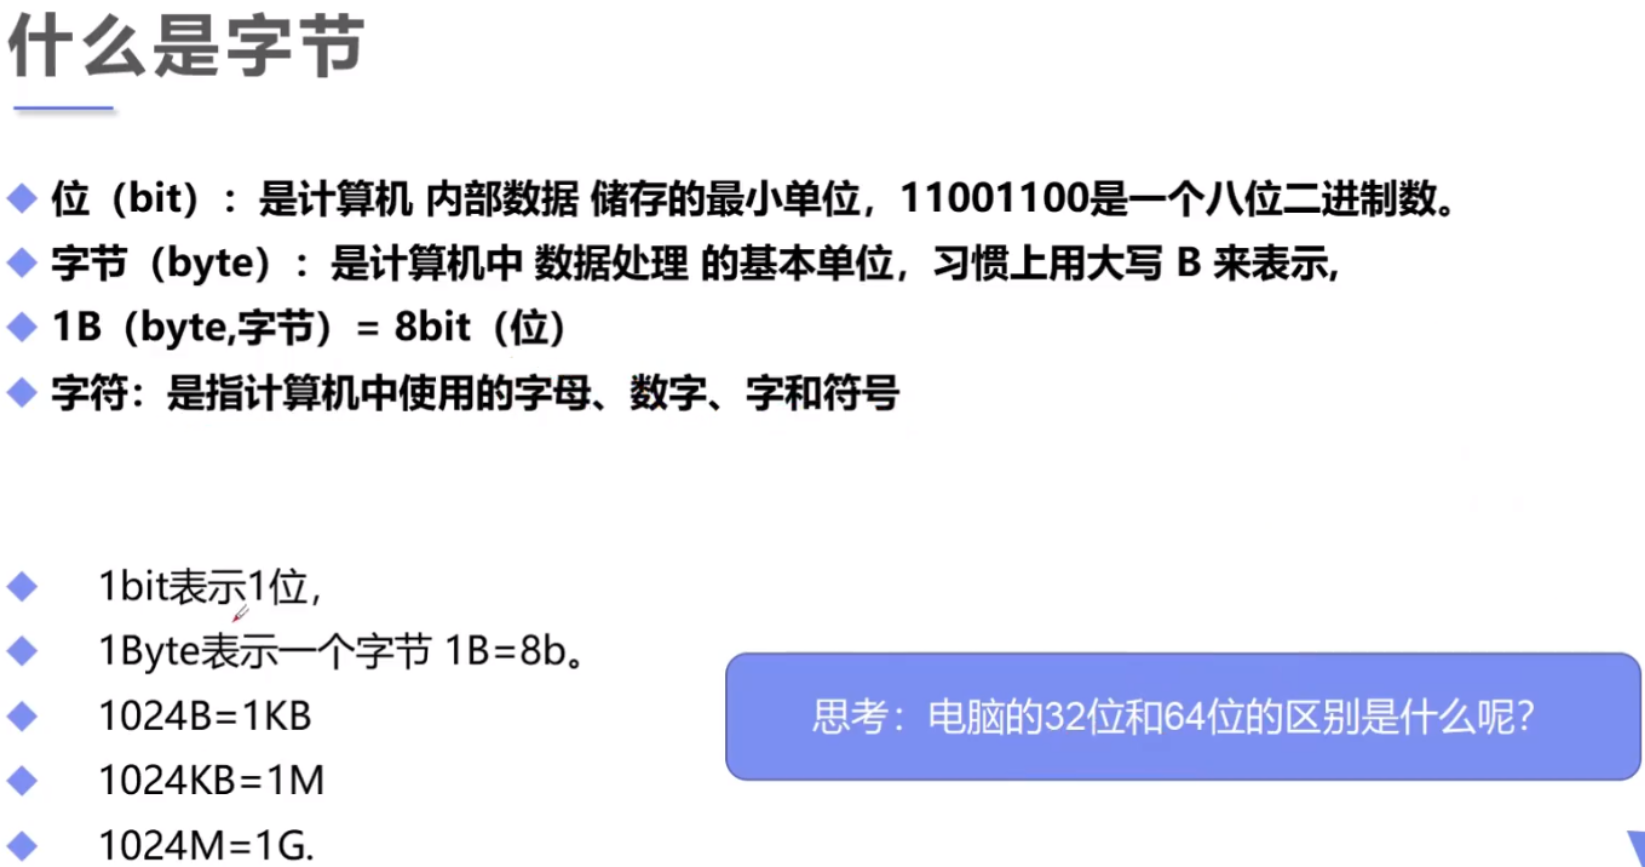 什么是字节
位（bit）：是计算机 内部数据 储存的最小单位，11001100是一个八位二进制数。
字节（byte）：是计算机中 数据处理 的基本单位，习惯上用大写 B 来表示,
1B（byte,字节）= 8bit（位）
字符：是指计算机中使用的字母、数字、字和符号
1bit表示1位,
1Byte表示一个字节 1B=8b。
1024B=1KB
1024KB=1M
1024M=1G.
思考：电脑的32位和64位的区别是什么呢?